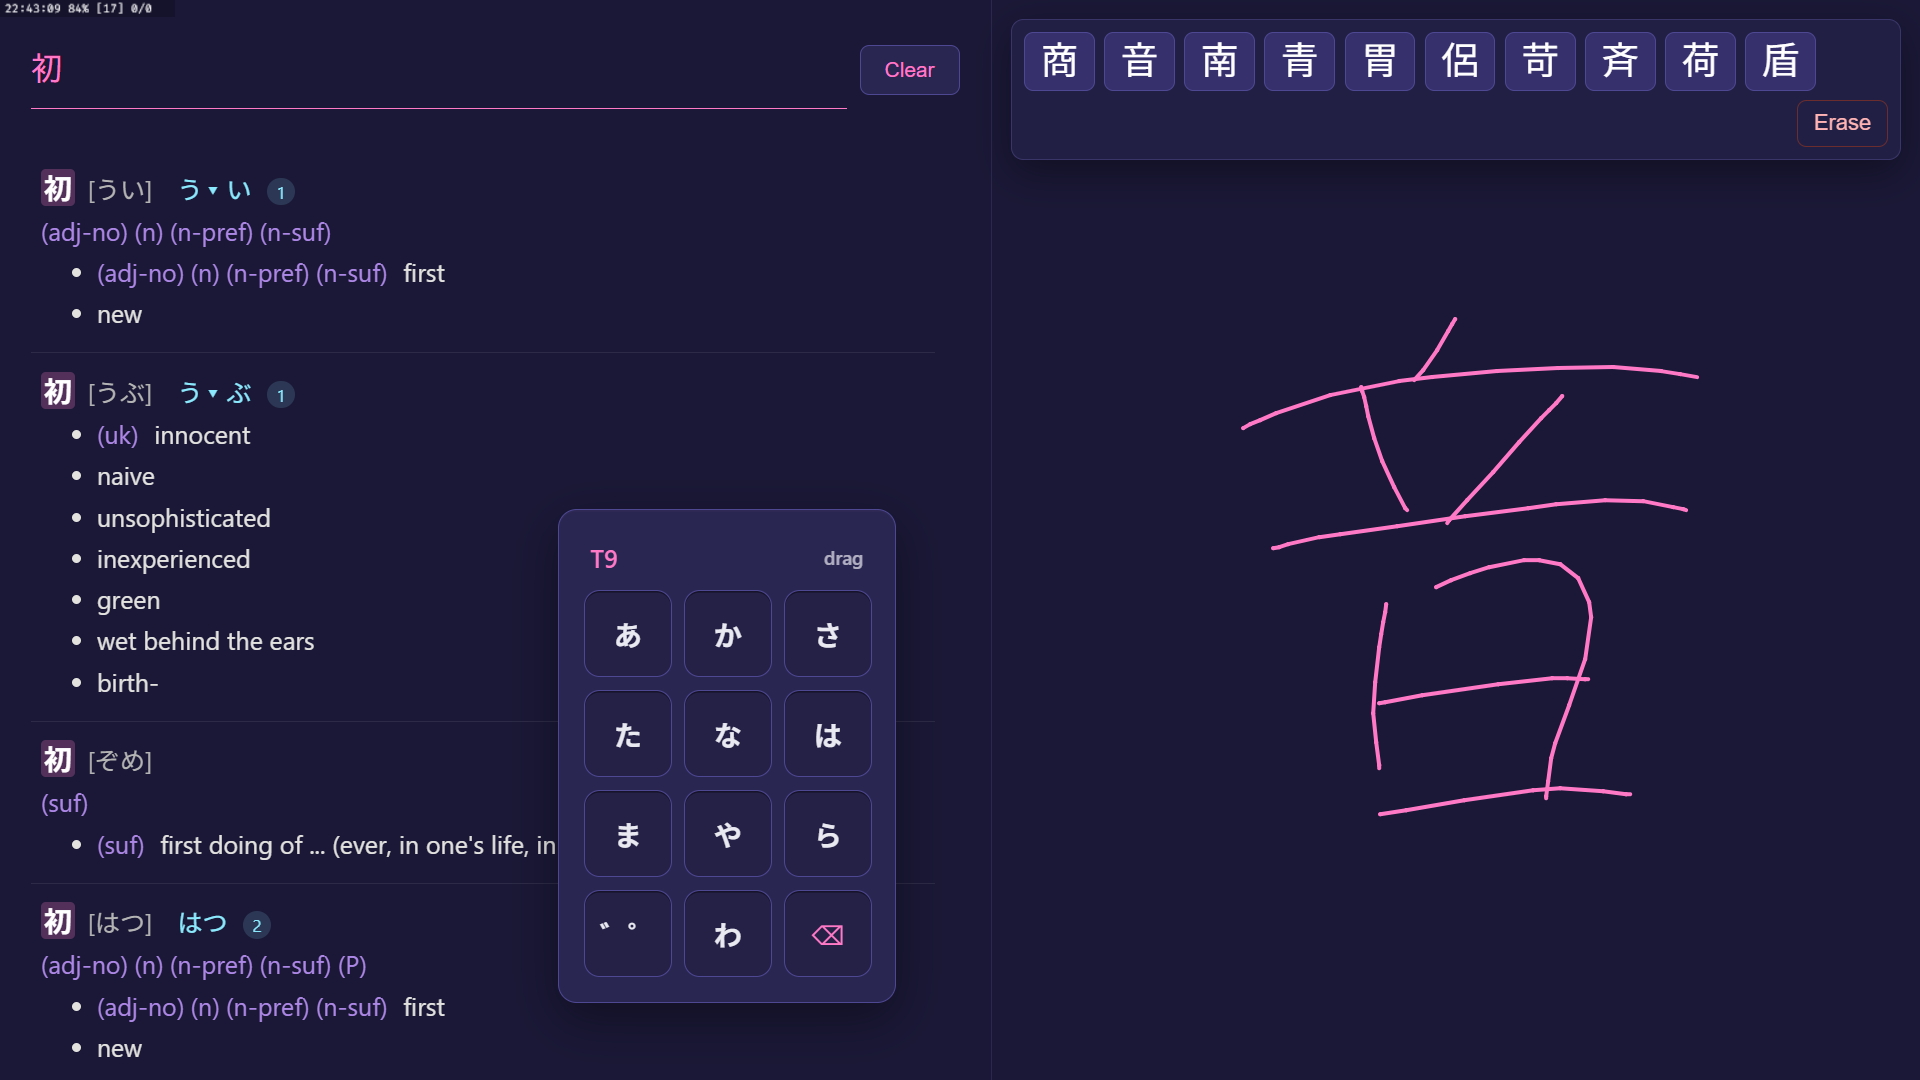 22:43:09 84% [17] 0/0
初
Clear
初 [うい] う▼い 1
(adj-no) (n) (n-pref) (n-suf)
• (adj-no) (n) (n-pref) (n-suf) first
• new
初 [うぶ] う▼ぶ 1
• (uk) innocent
• naive
• unsophisticated
• inexperienced
• green
• wet behind the ears
• birth-
初 [ぞめ]
(suf)
• (suf) first doing of ... (ever, in one's life, in
初 [はつ] はつ 2
(adj-no) (n) (n-pref) (n-suf) (P)
• (adj-no) (n) (n-pref) (n-suf) first
• new
T9 drag
あ か さ
た な は
ま や ら
゛゜ わ ⌫
商 音 南 青 胃 侶 苛 斉 荷 盾
Erase
音